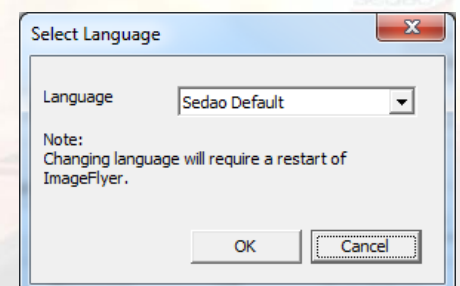 Select Language
Language
Sedao Default
Note:
Changing language will require a restart of
ImageFlyer.
OK
Cancel